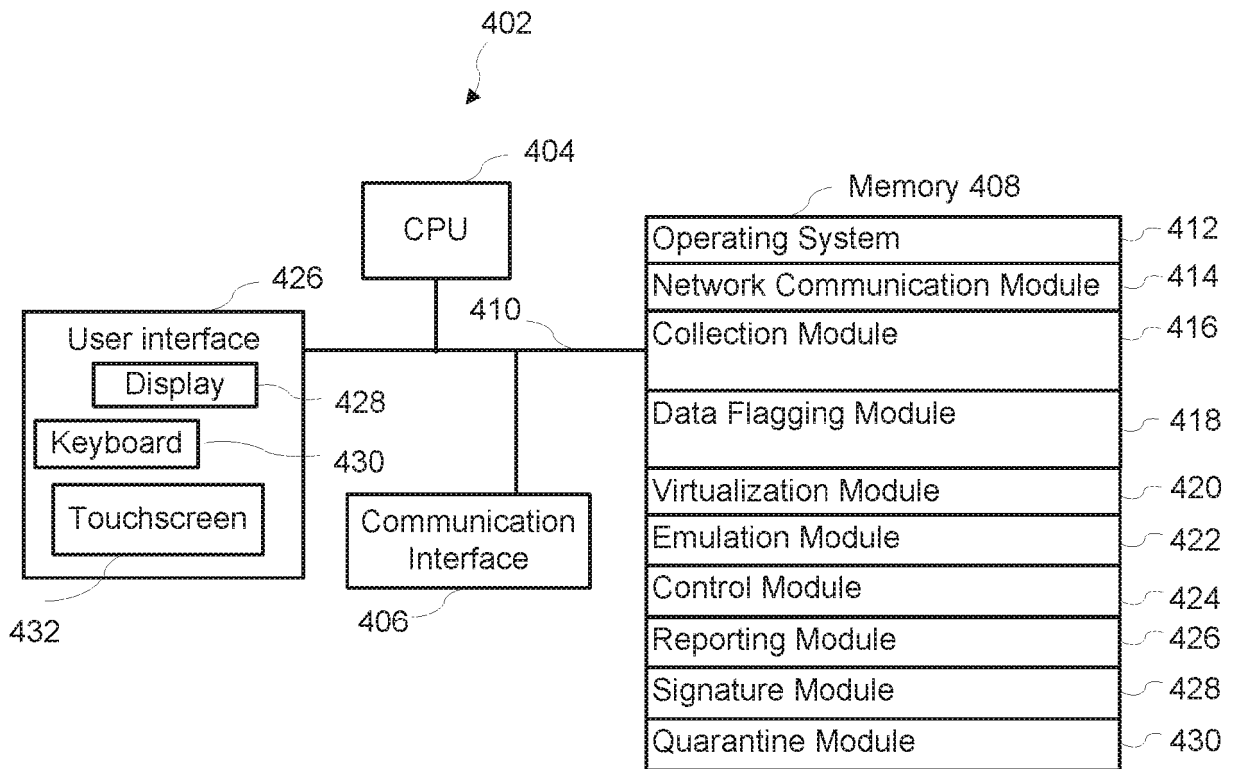 402
404
CPU
Memory 408
Operating System
412
Network Communication Module
414
Collection Module
416
Data Flagging Module
418
Virtualization Module
420
Emulation Module
422
Control Module
424
Reporting Module
426
Signature Module
428
Quarantine Module
430
426
User interface
Display
428
Keyboard
430
Touchscreen
432
410
Communication
Interface
406